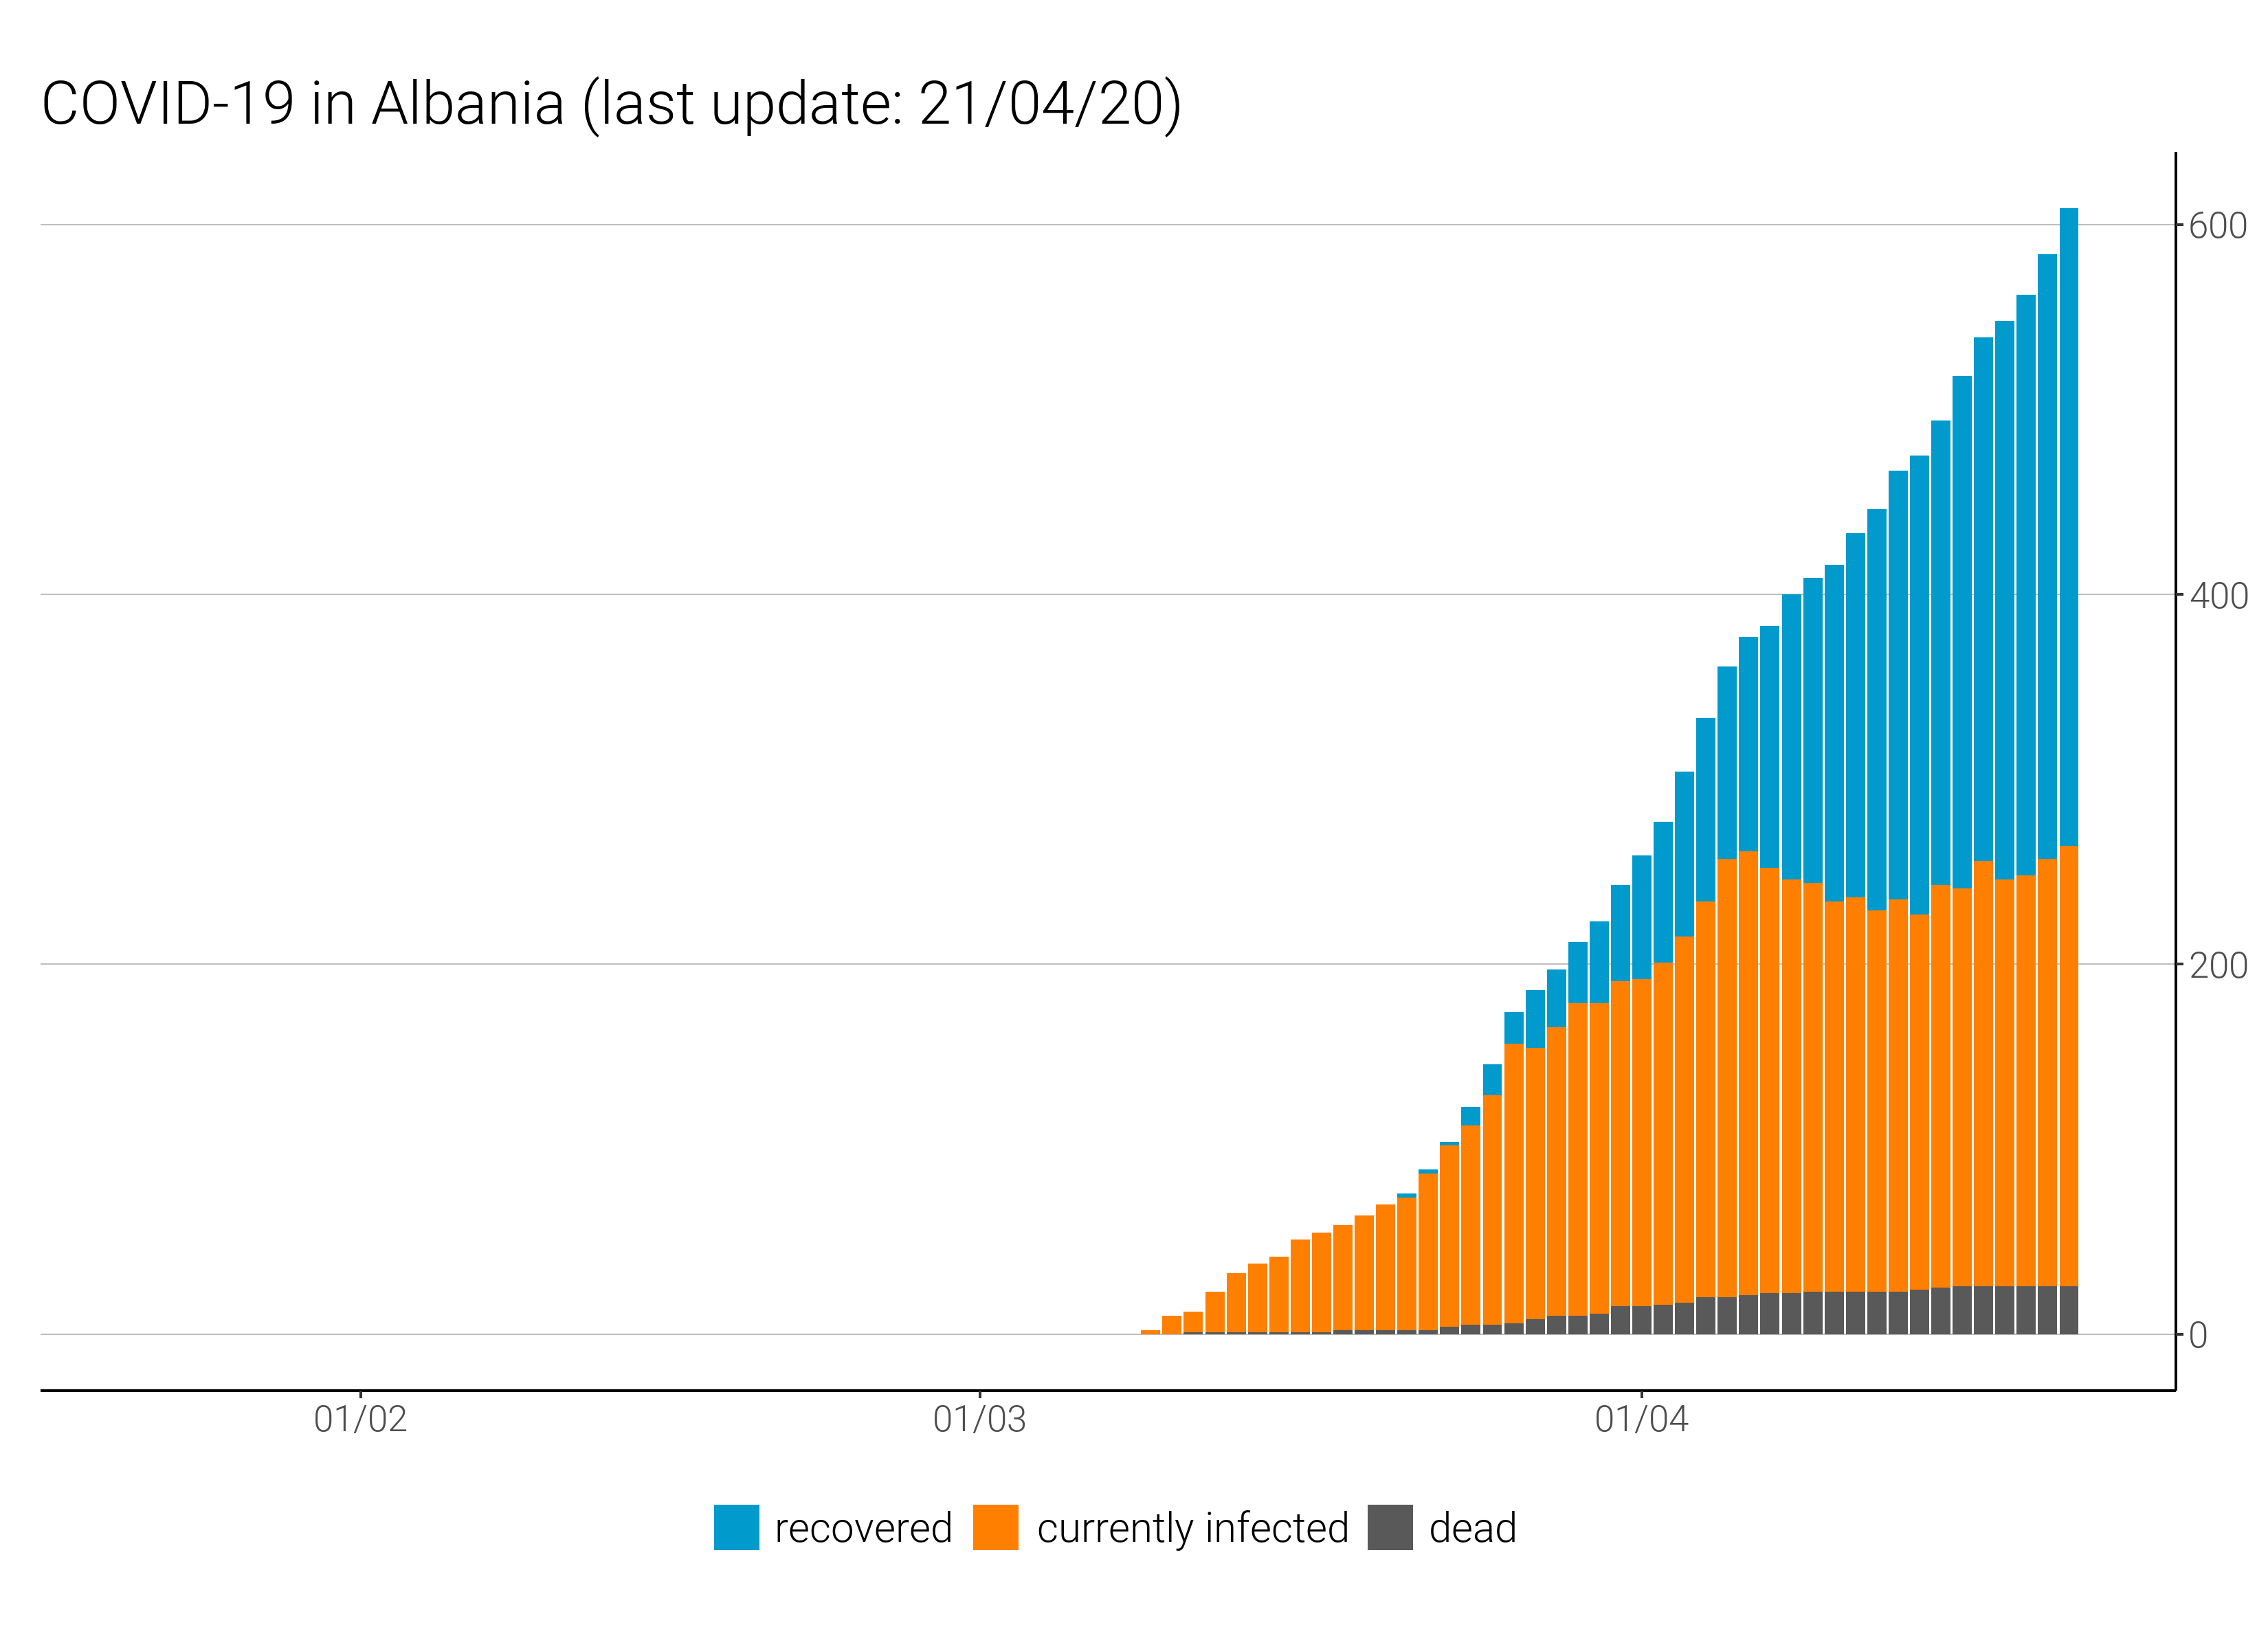 COVID-19 in Albania (last update: 21/04/20)
600
400
200
0
01/02 01/03 01/04
recovered currently infected dead